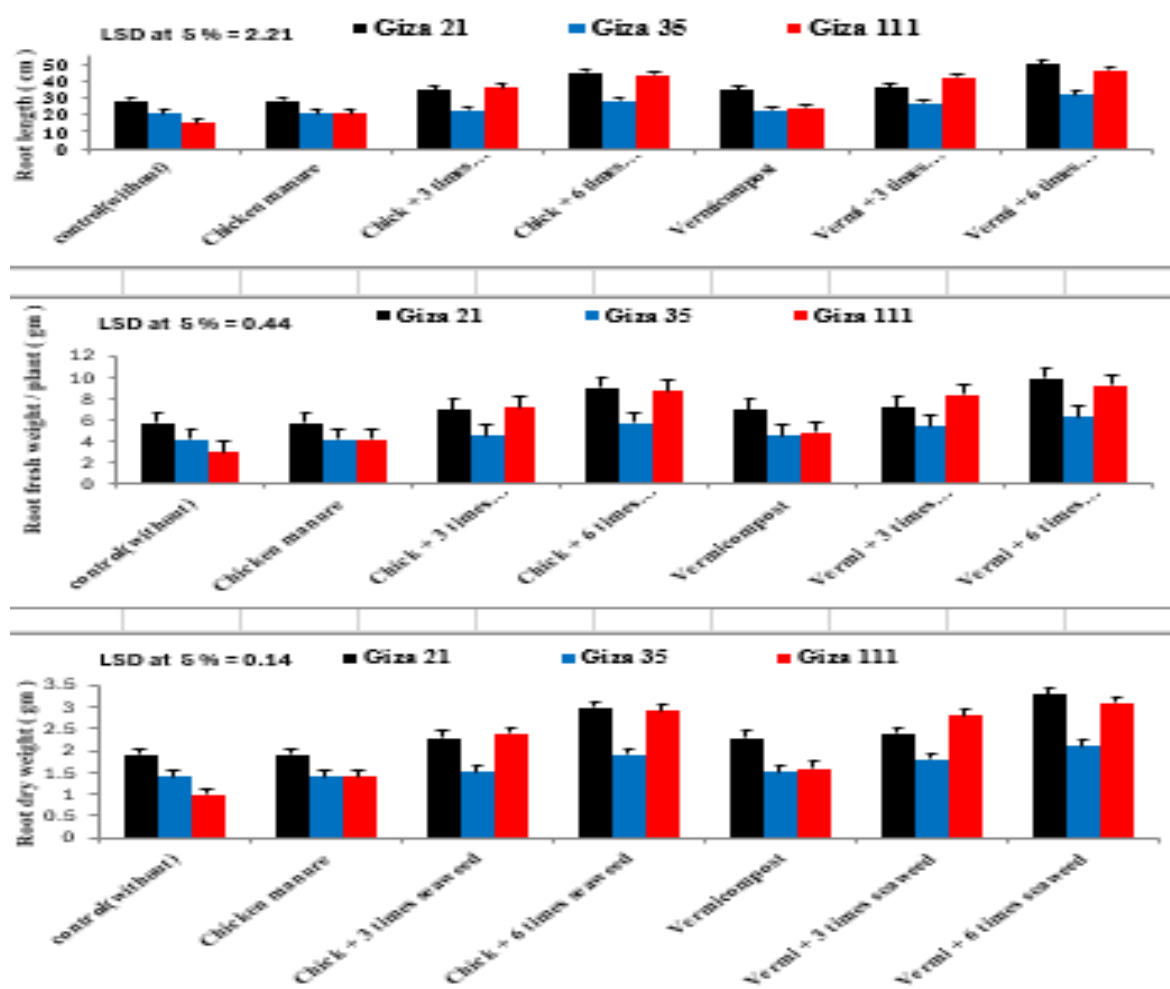 LSD at 5 % = 2.21
Giza 21 Giza 35 Giza 111
Root length ( cm )
50
40
30
20
10
0
control(without) Chicken manure Chick + 3 times... Chick + 6 times... Vermicompost Vermi + 3 times... Vermi + 6 times...
LSD at 5 % = 0.44
Giza 21 Giza 35 Giza 111
Root fresh weight / plant ( gm )
12
10
8
6
4
2
0
control(without) Chicken manure Chick + 3 times... Chick + 6 times... Vermicompost Vermi + 3 times... Vermi + 6 times...
LSD at 5 % = 0.14
Giza 21 Giza 35 Giza 111
Root dry weight ( gm )
3.5
3
2.5
2
1.5
1
0.5
0
control(without) Chicken manure Chick + 3 times seaweed Chick + 6 times seaweed Vermicompost Vermi + 3 times seaweed Vermi + 6 times seaweed